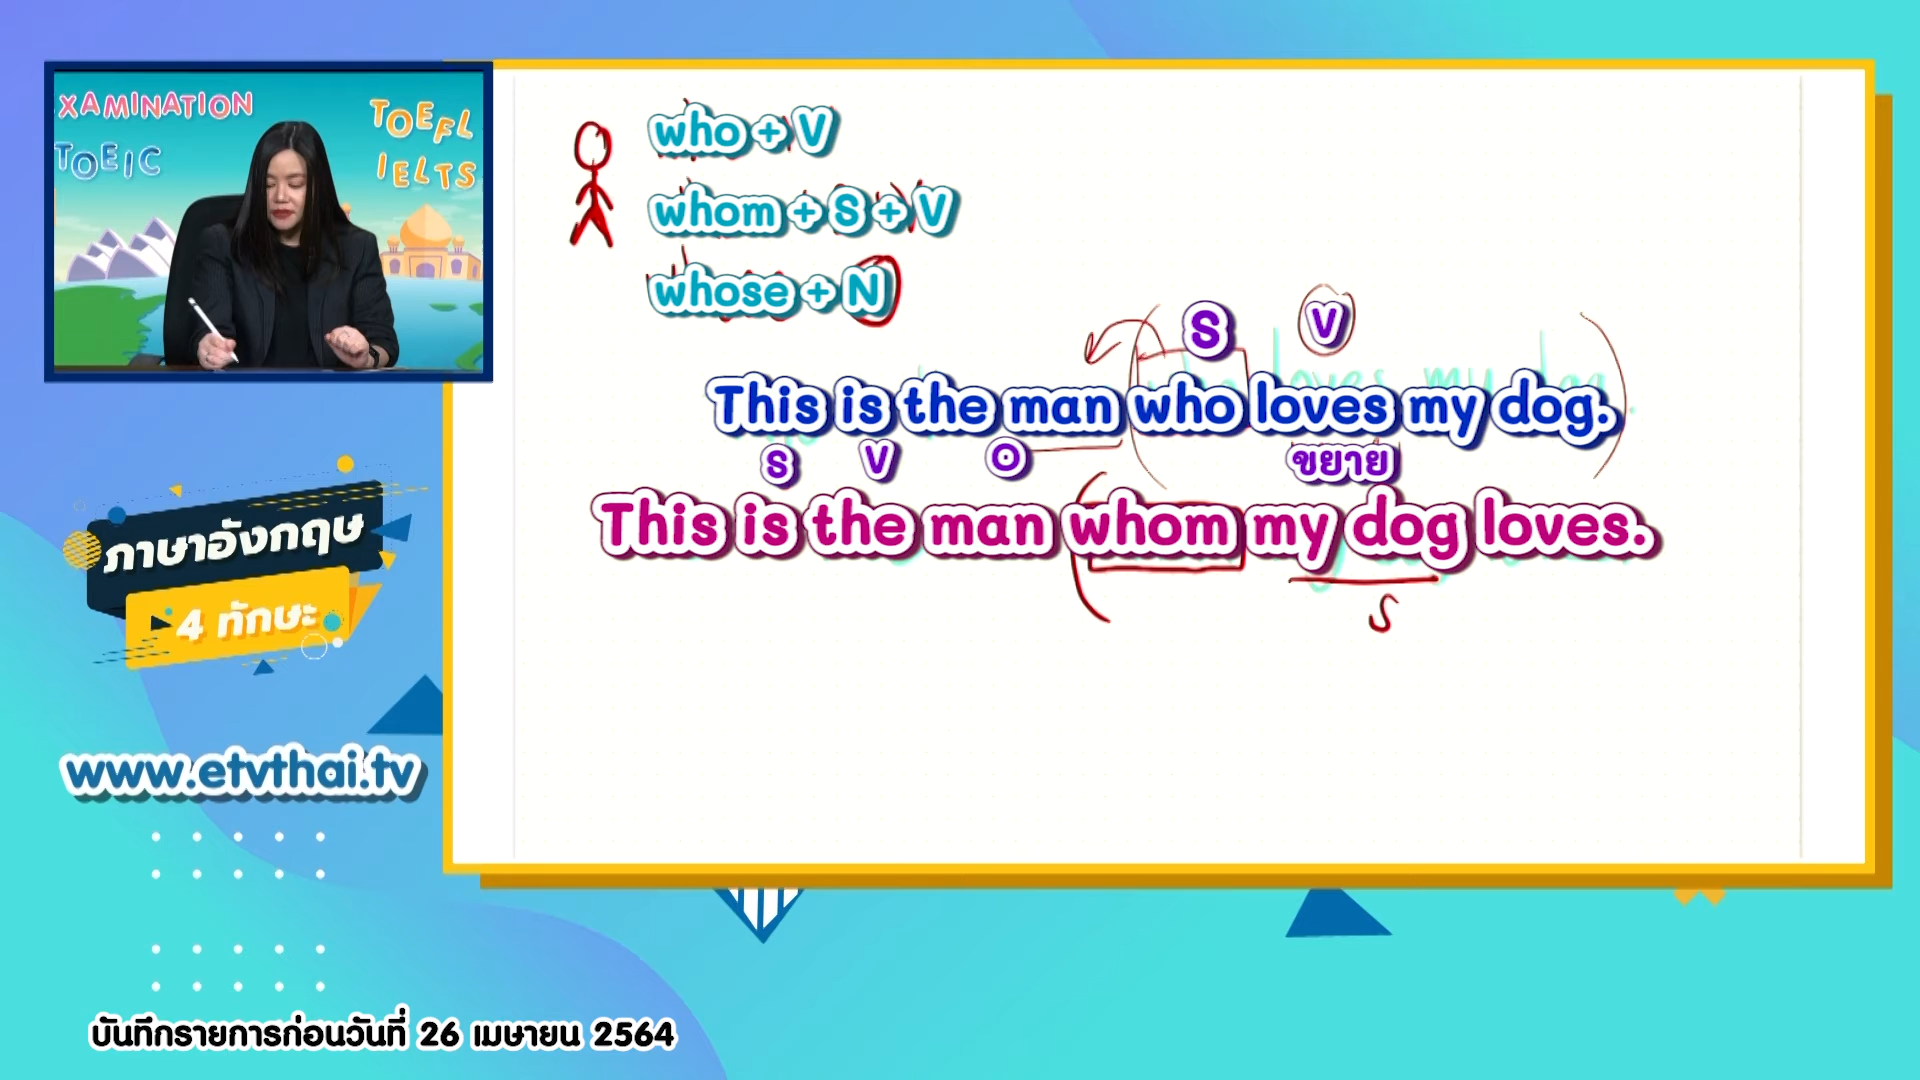 XAMINATION
TOEIC
TOEFL
IELTS
who + V
whom + S + V
whose + N
S V
This is the man who loves my dog.
S V O ขยาย
This is the man whom my dog loves.
S
ภาษาอังกฤษ
4 ทักษะ
www.etvthai.tv
บันทึกรายการก่อนวันที่ 26 เมษายน 2564